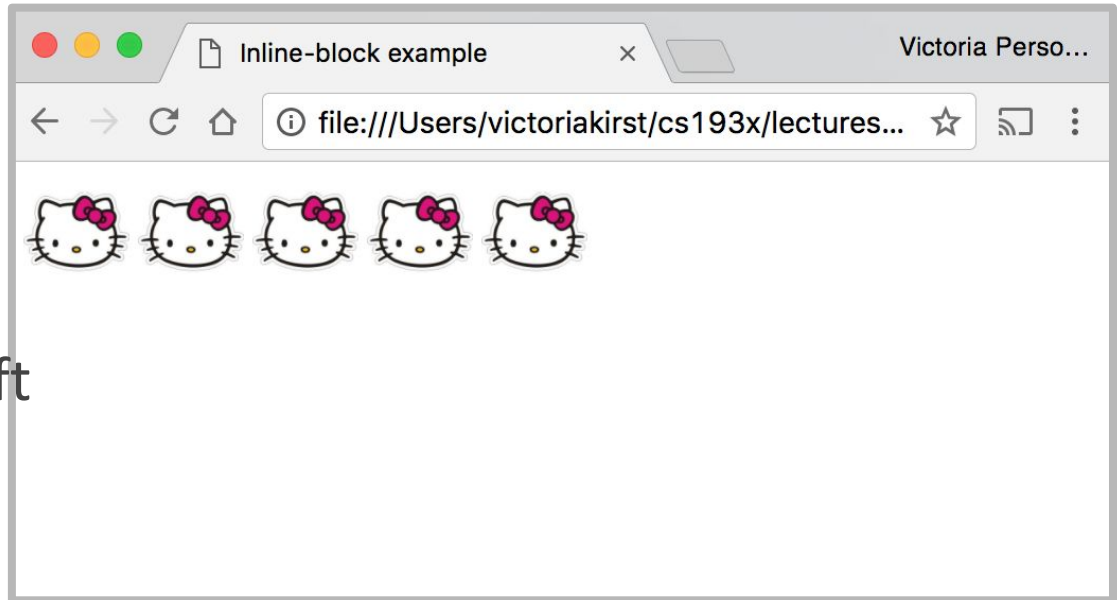 Inline-block example
Victoria Perso...
file:///Users/victoriakirst/cs193x/lectures...
ft